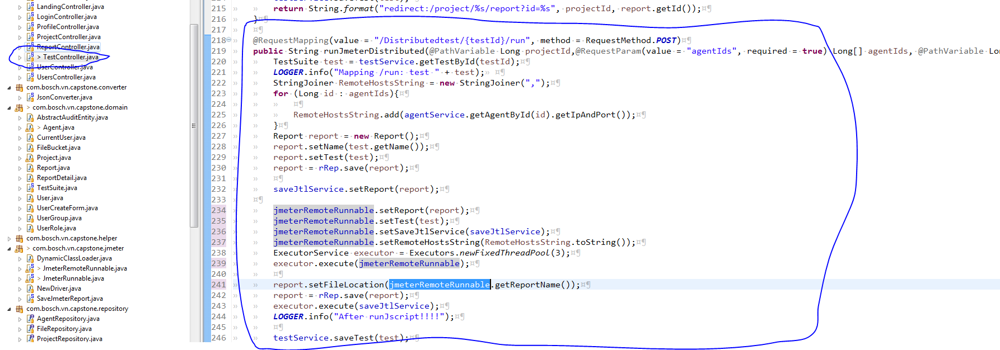 LandingController.java
LoginController.java
ProfileController.java
ProjectController.java
ReportController.java
> TestController.java
UserController.java
UsersController.java
com.bosch.vn.capstone.converter
JsonConverter.java
> com.bosch.vn.capstone.domain
AbstractAuditEntity.java
> Agent.java
CurrentUser.java
FileBucket.java
Project.java
Report.java
ReportDetail.java
TestSuite.java
User.java
UserCreateForm.java
UserGroup.java
UserRole.java
com.bosch.vn.capstone.helper
> com.bosch.vn.capstone.jmeter
DynamicClassLoader.java
> JmeterRemoteRunnable.java
> JmeterRunnable.java
NewDriver.java
SaveJmeterReport.java
com.bosch.vn.capstone.repository
AgentRepository.java
FileRepository.java
ProjectRepository.java
215 return String.format("redirect:/project/%s/report?id=%s", projectId, report.getId());
216 }
217
218 @RequestMapping(value = "/Distributedtest/{testId}/run", method = RequestMethod.POST)
219 public String runJmeterDistributed(@PathVariable Long projectId,@RequestParam(value = "agentIds", required = true) Long[] agentIds, @PathVariable Lon
220 TestSuite test = testService.getTestById(testId);
221 LOGGER.info("Mapping /run: test " + test);
222 StringJoiner RemoteHostsString = new StringJoiner(",");
223 for (Long id : agentIds){
224
225 RemoteHostsString.add(agentService.getAgentById(id).getIpAndPort());
226 }
227 Report report = new Report();
228 report.setName(test.getName());
229 report.setTest(test);
230 report = rRep.save(report);
231
232 saveJtlService.setReport(report);
233
234 jmeterRemoteRunnable.setReport(report);
235 jmeterRemoteRunnable.setTest(test);
236 jmeterRemoteRunnable.setSaveJtlService(saveJtlService);
237 jmeterRemoteRunnable.setRemoteHostsString(RemoteHostsString.toString());
238 ExecutorService executor = Executors.newFixedThreadPool(3);
239 executor.execute(jmeterRemoteRunnable);
240
241 report.setFileLocation(jmeterRemoteRunnable.getReportName());
242 report = rRep.save(report);
243 executor.execute(saveJtlService);
244 LOGGER.info("After runJscript!!!!");
245
246 testService.saveTest(test);